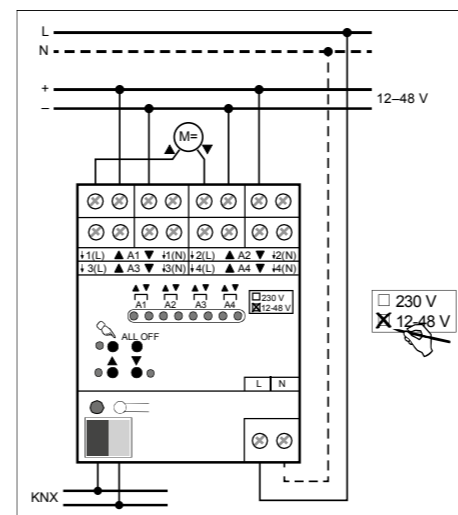 L
N
+
–
12–48 V
M=
▲ ▼
↓1(L) ▲ A1 ▼ ↓1(N) ↓2(L) ▲ A2 ▼ ↓2(N)
↓3(L) ▲ A3 ▼ ↓3(N) ↓4(L) ▲ A4 ▼ ↓4(N)
▲▼ ▲▼ ▲▼ ▲▼
A1 A2 A3 A4
230 V
12-48 V
230 V
12-48 V
ALL OFF
▲ ▼
L N
KNX